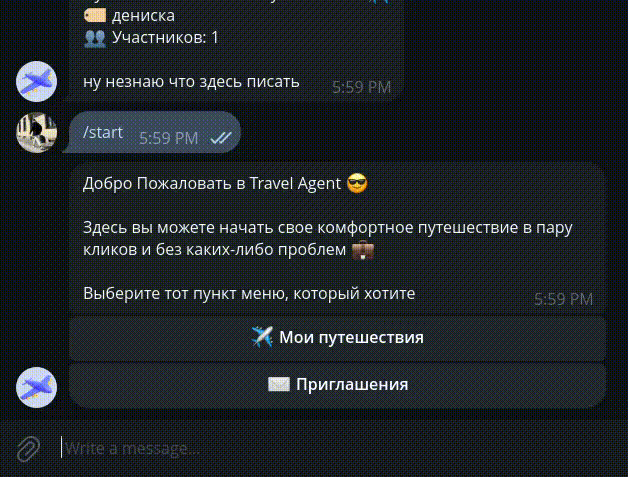 дениска
Участников: 1
ну незнаю что здесь писать
5:59 PM
/start 5:59 PM
Добро Пожаловать в Travel Agent
Здесь вы можете начать свое комфортное путешествие в пару
кликов и без каких-либо проблем
Выберите тот пункт меню, который хотите
5:59 PM
Мои путешествия
Приглашения
Write a message...